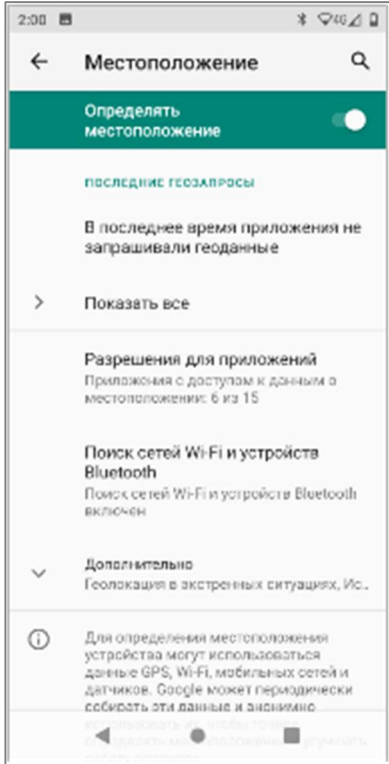 2:00
4G
Местоположение
Определять
местоположение
ПОСЛЕДНИЕ ГЕОЗАПРОСЫ
В последнее время приложения не
запрашивали геоданные
Показать все
Разрешения для приложений
Приложения с доступом к данным о
местоположении: 6 из 15
Поиск сетей Wi-Fi и устройств
Bluetooth
Поиск сетей Wi-Fi и устройств Bluetooth
включен
Дополнительно
Геолокация в экстренных ситуациях, Ис..
Для определения местоположения
устройства могут использоваться
данные GPS, Wi-Fi, мобильных сетей и
датчиков. Google может периодически
собирать эти данные и анонимно